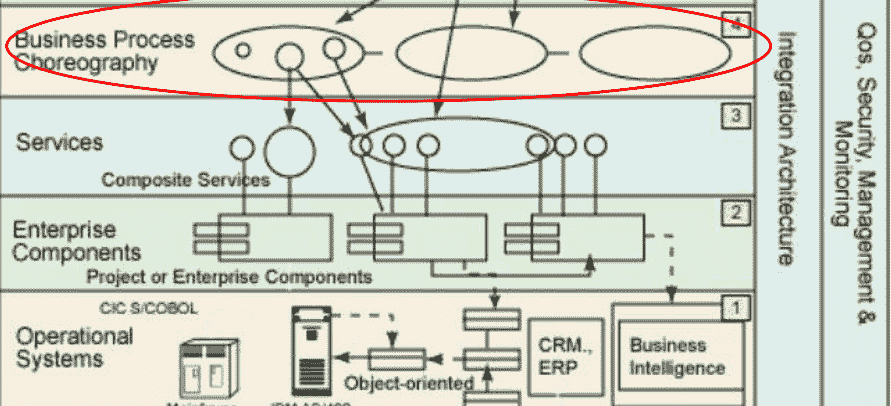 Business Process
Choreography
4
Services
Composite Services
3
Enterprise
Components
Project or Enterprise Components
2
CIC S/COBOL
Operational
Systems
Object-oriented
CRM.,
ERP
Business
Intelligence
1
Integration Architecture
Qos, Security, Management &
Monitoring